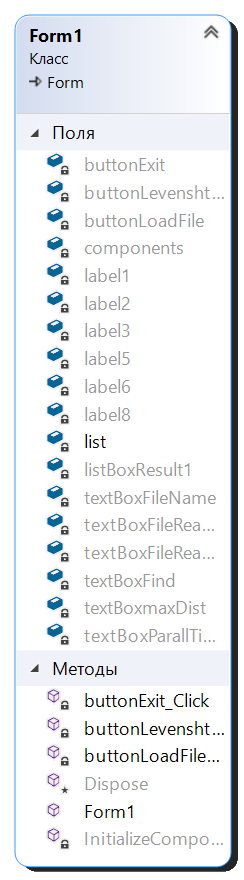 Form1
Класс
Form
Поля
buttonExit
buttonLevensht...
buttonLoadFile
components
label1
label2
label3
label5
label6
label8
list
listBoxResult1
textBoxFileName
textBoxFileRea...
textBoxFileRea...
textBoxFind
textBoxmaxDist
textBoxParallTi...
Методы
buttonExit_Click
buttonLevensht...
buttonLoadFile...
Dispose
Form1
InitializeCompo...